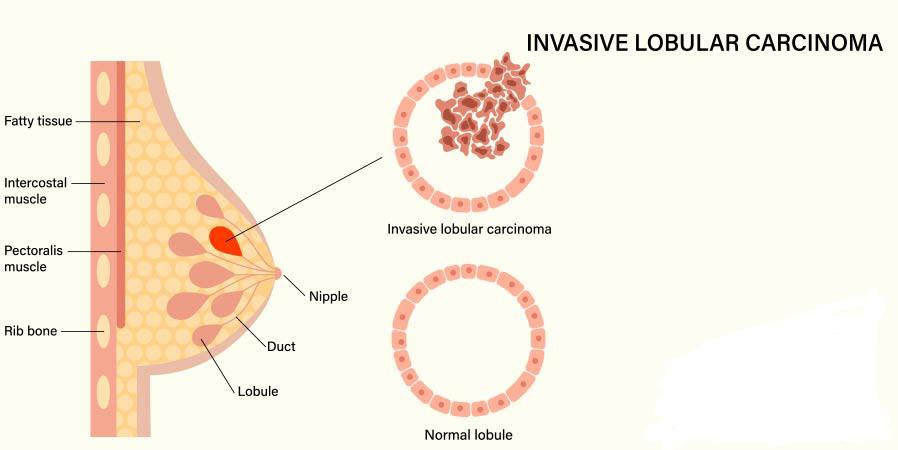 INVASIVE LOBULAR CARCINOMA
Fatty tissue
Intercostal
muscle
Pectoralis
muscle
Rib bone
Nipple
Duct
Lobule
Invasive lobular carcinoma
Normal lobule